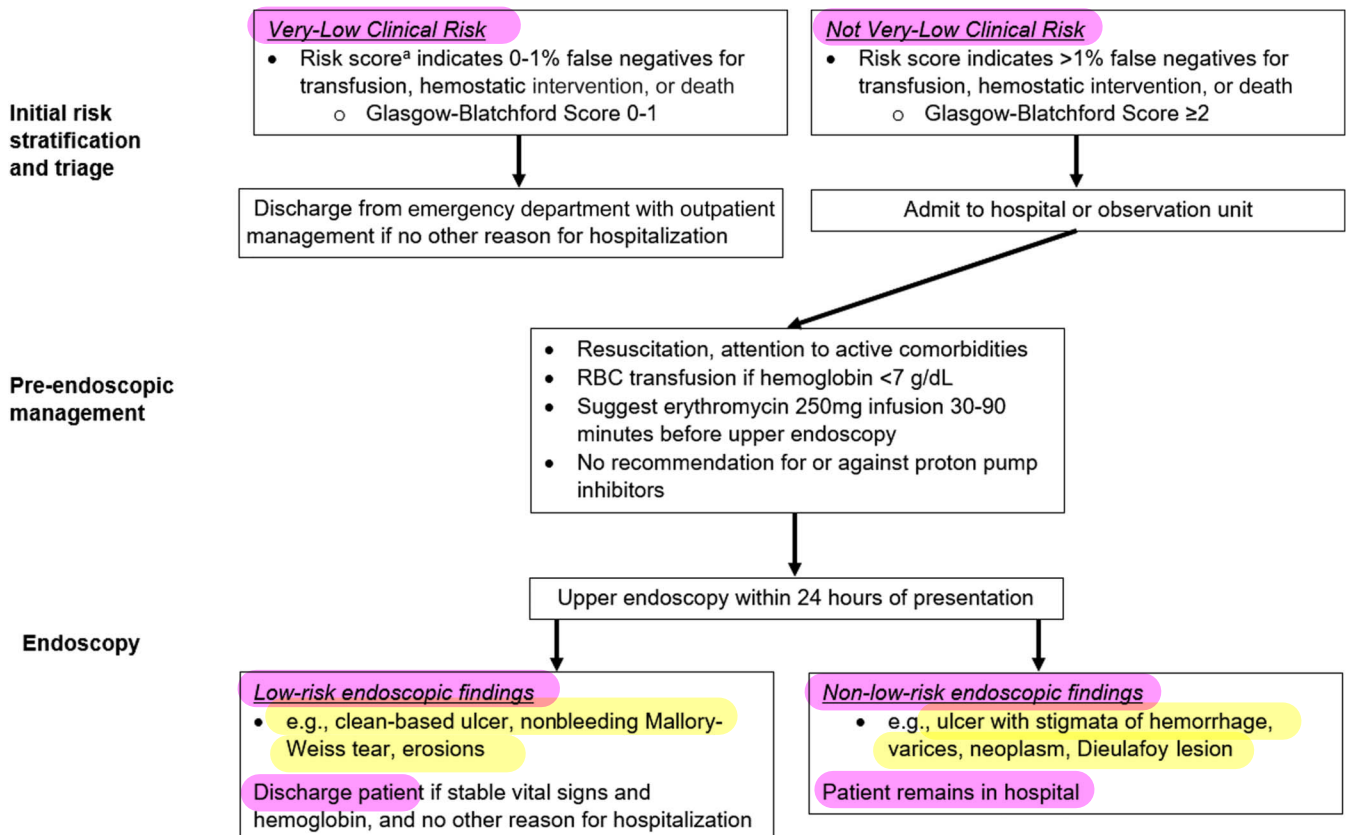 Very-Low Clinical Risk
• Risk scoreᵃ indicates 0-1% false negatives for
transfusion, hemostatic intervention, or death
o Glasgow-Blatchford Score 0-1
Not Very-Low Clinical Risk
• Risk score indicates >1% false negatives for
transfusion, hemostatic intervention, or death
o Glasgow-Blatchford Score ≥2
Initial risk
stratification
and triage
Discharge from emergency department with outpatient
management if no other reason for hospitalization
Admit to hospital or observation unit
Pre-endoscopic
management
• Resuscitation, attention to active comorbidities
• RBC transfusion if hemoglobin <7 g/dL
• Suggest erythromycin 250mg infusion 30-90
minutes before upper endoscopy
• No recommendation for or against proton pump
inhibitors
Upper endoscopy within 24 hours of presentation
Endoscopy
Low-risk endoscopic findings
• e.g., clean-based ulcer, nonbleeding Mallory-
Weiss tear, erosions
Discharge patient if stable vital signs and
hemoglobin, and no other reason for hospitalization
Non-low-risk endoscopic findings
• e.g., ulcer with stigmata of hemorrhage,
varices, neoplasm, Dieulafoy lesion
Patient remains in hospital